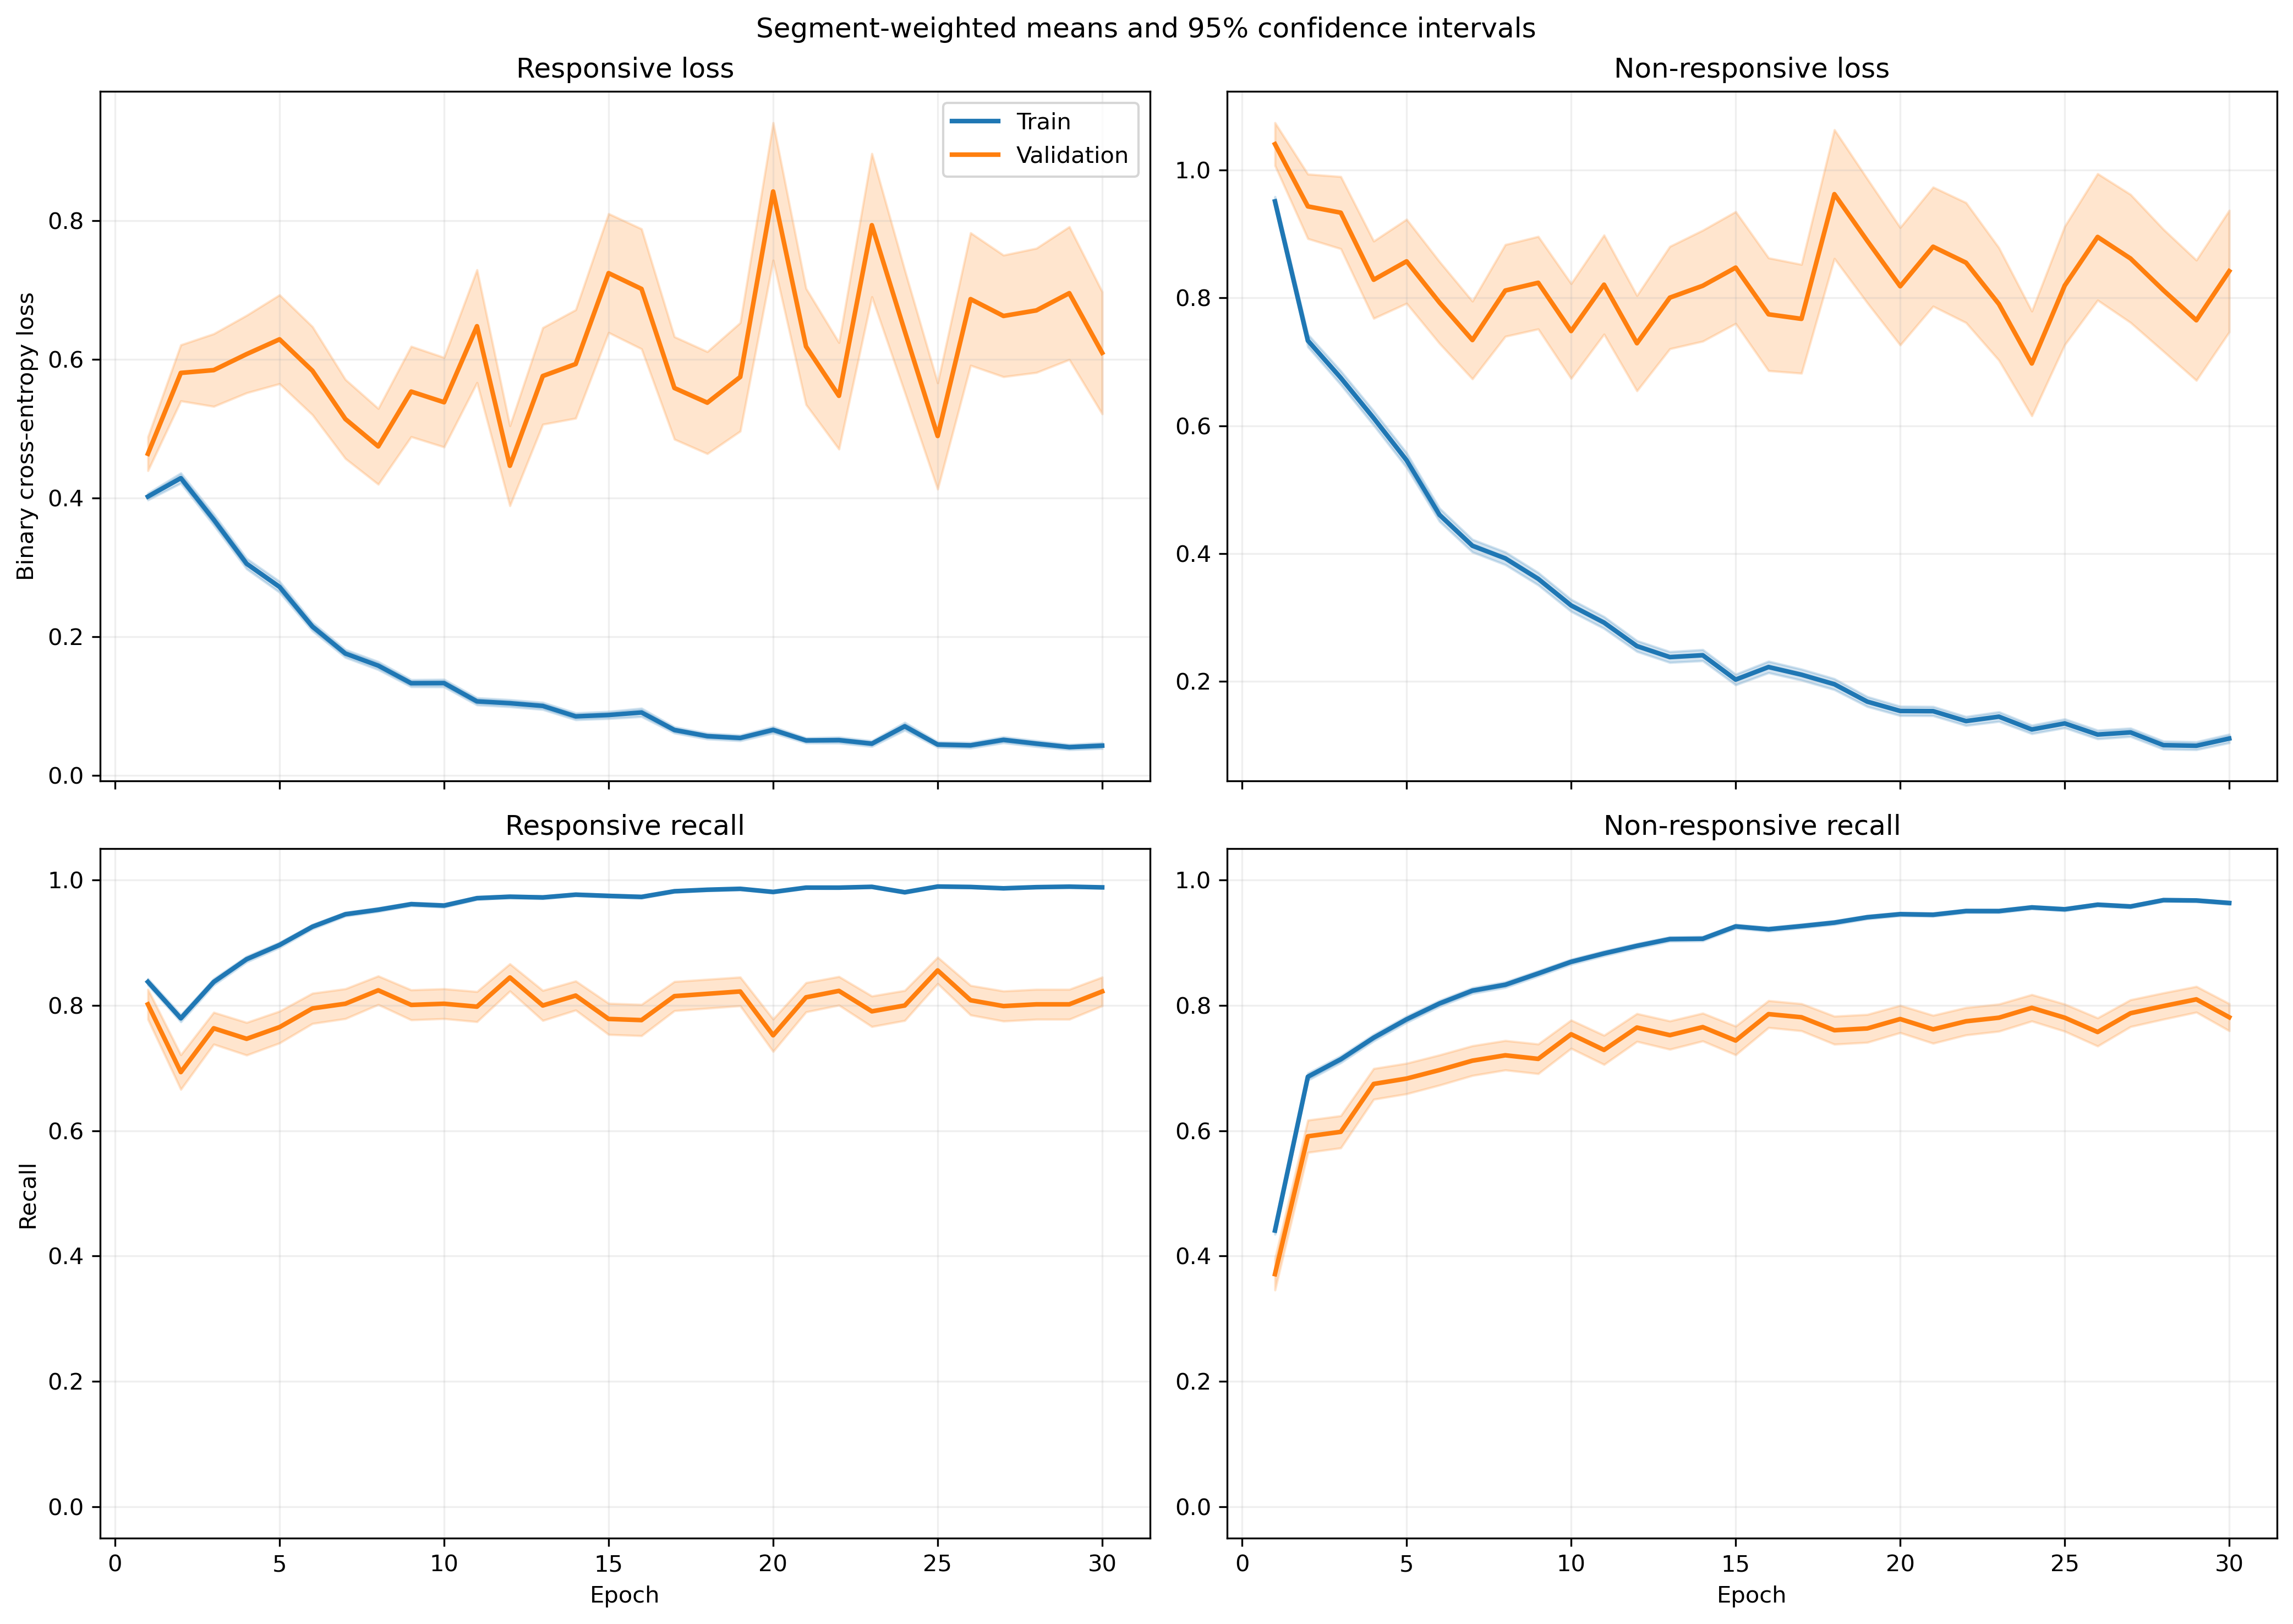 Segment-weighted means and 95% confidence intervals
Responsive loss
Non-responsive loss
Train
Validation
Binary cross-entropy loss
0.8
0.6
0.4
0.2
0.0
1.0
0.8
0.6
0.4
0.2
Responsive recall
Non-responsive recall
Recall
1.0
0.8
0.6
0.4
0.2
0.0
1.0
0.8
0.6
0.4
0.2
0.0
0 5 10 15 20 25 30
0 5 10 15 20 25 30
Epoch
Epoch